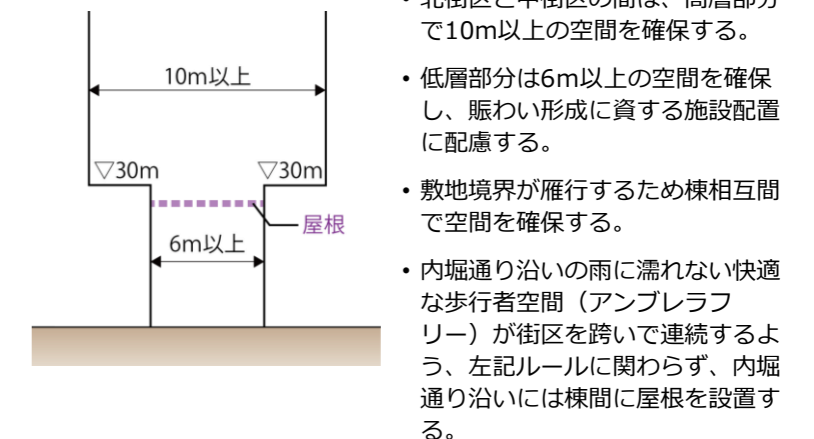 10m以上
▽30m
▽30m
屋根
6m以上
• 北街区と中街区の間は、高層部分
で10m以上の空間を確保する。
• 低層部分は6m以上の空間を確保
し、賑わい形成に資する施設配置
に配慮する。
• 敷地境界が雁行するため棟相互間
で空間を確保する。
• 内堀通り沿いの雨に濡れない快適
な歩行者空間（アンブレラフ
リー）が街区を跨いで連続するよ
う、左記ルールに関わらず、内堀
通り沿いには棟間に屋根を設置す
る。